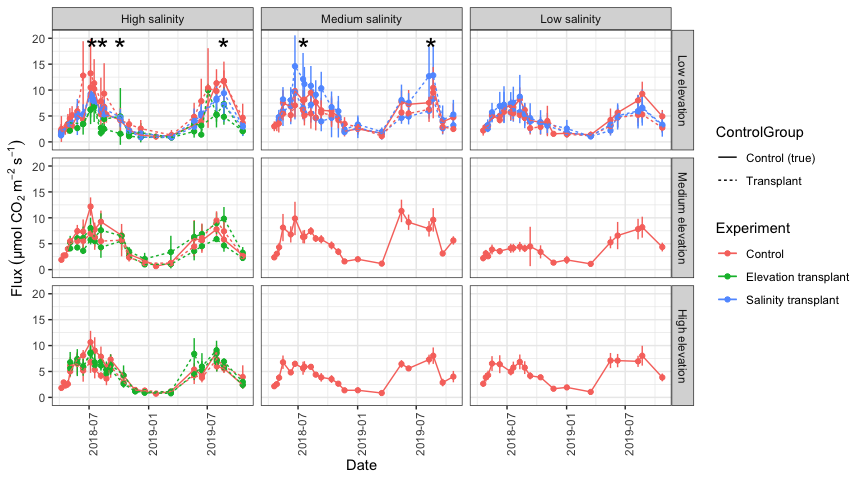 High salinity
Medium salinity
Low salinity
* * * *
* *
20
15
10
5
0
Low elevation
20
15
10
5
0
Medium elevation
20
15
10
5
0
High elevation
Flux (μmol CO₂ m⁻² s⁻¹)
2018-07
2019-01
2019-07
2018-07
2019-01
2019-07
2018-07
2019-01
2019-07
Date
ControlGroup
Control (true)
Transplant
Experiment
Control
Elevation transplant
Salinity transplant